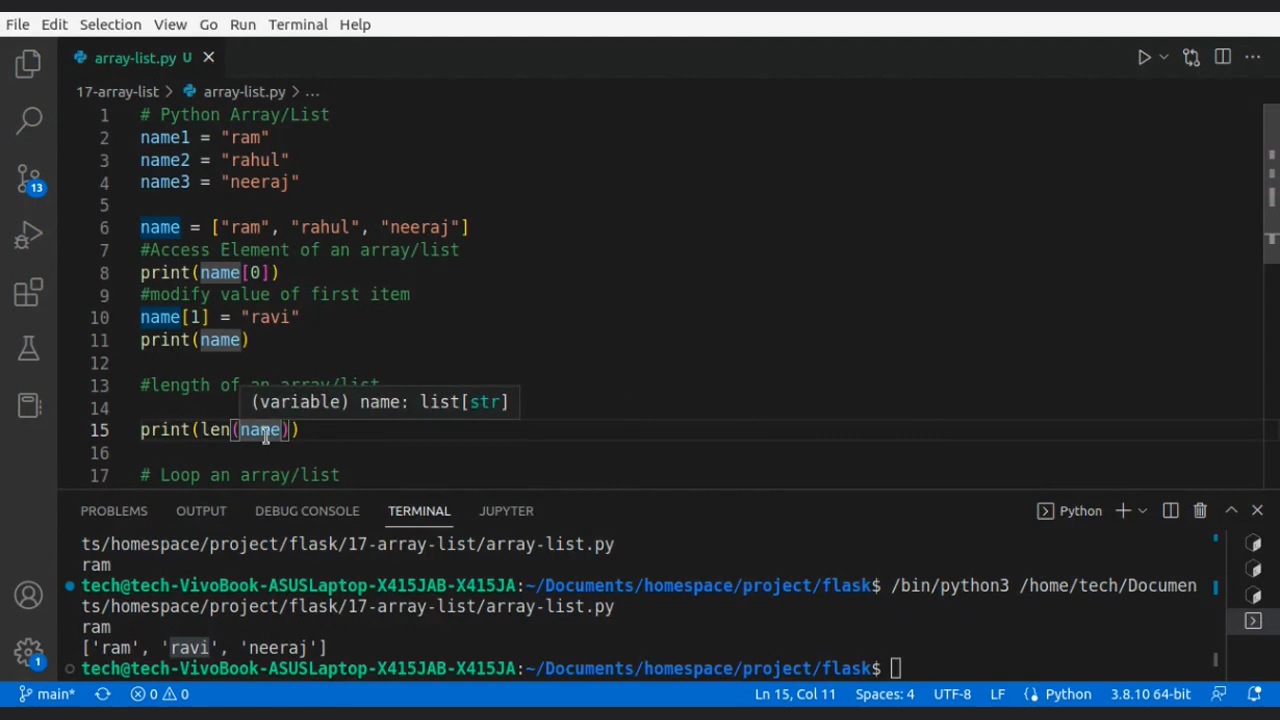 File Edit Selection View Go Run Terminal Help
array-list.py U
17-array-list > array-list.py > ...
1 # Python Array/List
2 name1 = "ram"
3 name2 = "rahul"
4 name3 = "neeraj"
5
6 name = ["ram", "rahul", "neeraj"]
7 #Access Element of an array/list
8 print(name[0])
9 #modify value of first item
10 name[1] = "ravi"
11 print(name)
12
13 #length of an array/list
14
(variable) name: list[str]
15 print(len(name))
16
17 # Loop an array/list
13
PROBLEMS OUTPUT DEBUG CONSOLE TERMINAL JUPYTER Python
ts/homespace/project/flask/17-array-list/array-list.py
ram
tech@tech-VivoBook-ASUSLaptop-X415JAB-X415JA:~/Documents/homespace/project/flask$ /bin/python3 /home/tech/Documen
ts/homespace/project/flask/17-array-list/array-list.py
ram
['ram', 'ravi', 'neeraj']
tech@tech-VivoBook-ASUSLaptop-X415JAB-X415JA:~/Documents/homespace/project/flask$
1
main* 0 0 Ln 15, Col 11 Spaces: 4 UTF-8 LF Python 3.8.10 64-bit